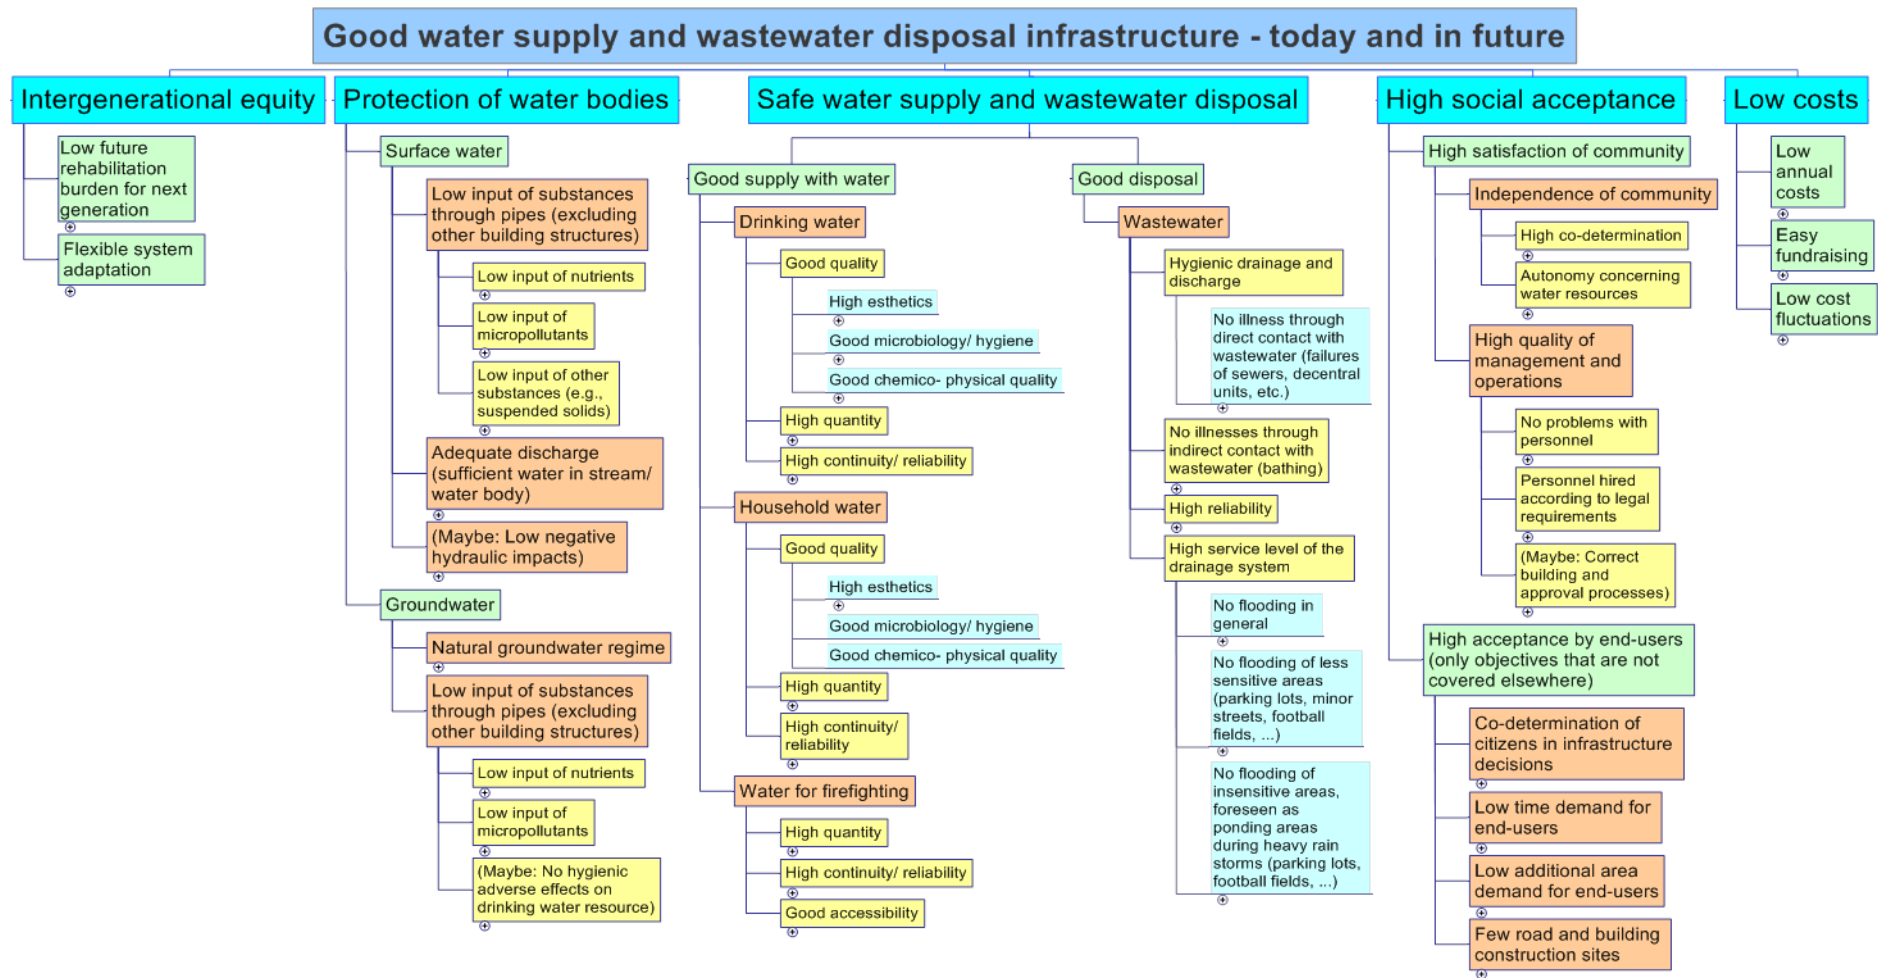 Good water supply and wastewater disposal infrastructure - today and in future
Intergenerational equity
Low future
rehabilitation
burden for next
generation
Flexible system
adaptation
Protection of water bodies
Surface water
Low input of substances
through pipes (excluding
other building structures)
Low input of nutrients
Low input of
micropollutants
Low input of other
substances (e.g.,
suspended solids)
Adequate discharge
(sufficient water in stream/
water body)
(Maybe: Low negative
hydraulic impacts)
Groundwater
Natural groundwater regime
Low input of substances
through pipes (excluding
other building structures)
Low input of nutrients
Low input of
micropollutants
(Maybe: No hygienic
adverse effects on
drinking water resource)
Safe water supply and wastewater disposal
Good supply with water
Drinking water
Good quality
High esthetics
Good microbiology/ hygiene
Good chemico- physical quality
High quantity
High continuity/ reliability
Household water
Good quality
High esthetics
Good microbiology/ hygiene
Good chemico- physical quality
High quantity
High continuity/
reliability
Water for firefighting
High quantity
High continuity/ reliability
Good accessibility
Good disposal
Wastewater
Hygienic drainage and
discharge
No illness through
direct contact with
wastewater (failures
of sewers, decentral
units, etc.)
No illnesses through
indirect contact with
wastewater (bathing)
High reliability
High service level of the
drainage system
No flooding in
general
No flooding of less
sensitive areas
(parking lots, minor
streets, football
fields, ...)
No flooding of
insensitive areas,
foreseen as
ponding areas
during heavy rain
storms (parking lots,
football fields, ...)
High social acceptance
High satisfaction of community
Independence of community
High co-determination
Autonomy concerning
water resources
High quality of
management and
operations
No problems with
personnel
Personnel hired
according to legal
requirements
(Maybe: Correct
building and
approval processes)
High acceptance by end-users
(only objectives that are not
covered elsewhere)
Co-determination of
citizens in infrastructure
decisions
Low time demand for
end-users
Low additional area
demand for end-users
Few road and building
construction sites
Low costs
Low
annual
costs
Easy
fundraising
Low cost
fluctuations